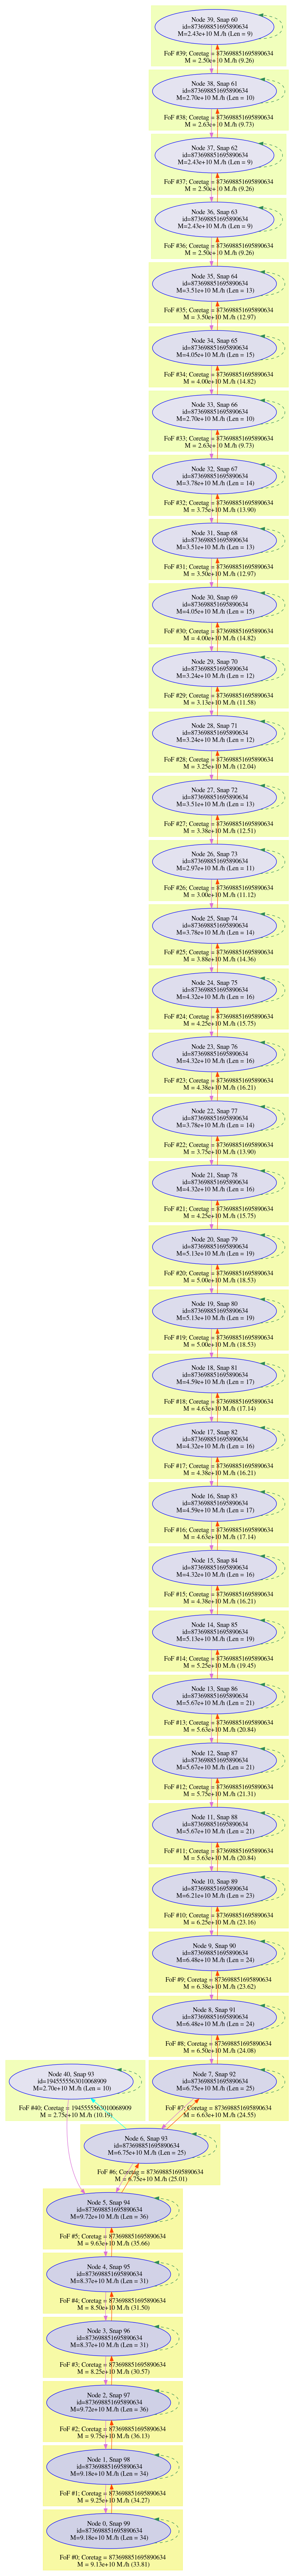 Node 39, Snap 60
id=873698851695890634
M=2.43e+10 M./h (Len = 9)
FoF #39; Coretag = 873698851695890634
M = 2.50e+10 M./h (9.26)
Node 38, Snap 61
id=873698851695890634
M=2.70e+10 M./h (Len = 10)
FoF #38; Coretag = 873698851695890634
M = 2.63e+10 M./h (9.73)
Node 37, Snap 62
id=873698851695890634
M=2.43e+10 M./h (Len = 9)
FoF #37; Coretag = 873698851695890634
M = 2.50e+10 M./h (9.26)
Node 36, Snap 63
id=873698851695890634
M=2.43e+10 M./h (Len = 9)
FoF #36; Coretag = 873698851695890634
M = 2.50e+10 M./h (9.26)
Node 35, Snap 64
id=873698851695890634
M=3.51e+10 M./h (Len = 13)
FoF #35; Coretag = 873698851695890634
M = 3.50e+10 M./h (12.97)
Node 34, Snap 65
id=873698851695890634
M=4.05e+10 M./h (Len = 15)
FoF #34; Coretag = 873698851695890634
M = 4.00e+10 M./h (14.82)
Node 33, Snap 66
id=873698851695890634
M=2.70e+10 M./h (Len = 10)
FoF #33; Coretag = 873698851695890634
M = 2.63e+10 M./h (9.73)
Node 32, Snap 67
id=873698851695890634
M=3.78e+10 M./h (Len = 14)
FoF #32; Coretag = 873698851695890634
M = 3.75e+10 M./h (13.90)
Node 31, Snap 68
id=873698851695890634
M=3.51e+10 M./h (Len = 13)
FoF #31; Coretag = 873698851695890634
M = 3.50e+10 M./h (12.97)
Node 30, Snap 69
id=873698851695890634
M=4.05e+10 M./h (Len = 15)
FoF #30; Coretag = 873698851695890634
M = 4.00e+10 M./h (14.82)
Node 29, Snap 70
id=873698851695890634
M=3.24e+10 M./h (Len = 12)
FoF #29; Coretag = 873698851695890634
M = 3.13e+10 M./h (11.58)
Node 28, Snap 71
id=873698851695890634
M=3.24e+10 M./h (Len = 12)
FoF #28; Coretag = 873698851695890634
M = 3.25e+10 M./h (12.04)
Node 27, Snap 72
id=873698851695890634
M=3.51e+10 M./h (Len = 13)
FoF #27; Coretag = 873698851695890634
M = 3.38e+10 M./h (12.51)
Node 26, Snap 73
id=873698851695890634
M=2.97e+10 M./h (Len = 11)
FoF #26; Coretag = 873698851695890634
M = 3.00e+10 M./h (11.12)
Node 25, Snap 74
id=873698851695890634
M=3.78e+10 M./h (Len = 14)
FoF #25; Coretag = 873698851695890634
M = 3.88e+10 M./h (14.36)
Node 24, Snap 75
id=873698851695890634
M=4.32e+10 M./h (Len = 16)
FoF #24; Coretag = 873698851695890634
M = 4.25e+10 M./h (15.75)
Node 23, Snap 76
id=873698851695890634
M=4.32e+10 M./h (Len = 16)
FoF #23; Coretag = 873698851695890634
M = 4.38e+10 M./h (16.21)
Node 22, Snap 77
id=873698851695890634
M=3.78e+10 M./h (Len = 14)
FoF #22; Coretag = 873698851695890634
M = 3.75e+10 M./h (13.90)
Node 21, Snap 78
id=873698851695890634
M=4.32e+10 M./h (Len = 16)
FoF #21; Coretag = 873698851695890634
M = 4.25e+10 M./h (15.75)
Node 20, Snap 79
id=873698851695890634
M=5.13e+10 M./h (Len = 19)
FoF #20; Coretag = 873698851695890634
M = 5.00e+10 M./h (18.53)
Node 19, Snap 80
id=873698851695890634
M=5.13e+10 M./h (Len = 19)
FoF #19; Coretag = 873698851695890634
M = 5.00e+10 M./h (18.53)
Node 18, Snap 81
id=873698851695890634
M=4.59e+10 M./h (Len = 17)
FoF #18; Coretag = 873698851695890634
M = 4.63e+10 M./h (17.14)
Node 17, Snap 82
id=873698851695890634
M=4.32e+10 M./h (Len = 16)
FoF #17; Coretag = 873698851695890634
M = 4.38e+10 M./h (16.21)
Node 16, Snap 83
id=873698851695890634
M=4.59e+10 M./h (Len = 17)
FoF #16; Coretag = 873698851695890634
M = 4.63e+10 M./h (17.14)
Node 15, Snap 84
id=873698851695890634
M=4.32e+10 M./h (Len = 16)
FoF #15; Coretag = 873698851695890634
M = 4.38e+10 M./h (16.21)
Node 14, Snap 85
id=873698851695890634
M=5.13e+10 M./h (Len = 19)
FoF #14; Coretag = 873698851695890634
M = 5.25e+10 M./h (19.45)
Node 13, Snap 86
id=873698851695890634
M=5.67e+10 M./h (Len = 21)
FoF #13; Coretag = 873698851695890634
M = 5.63e+10 M./h (20.84)
Node 12, Snap 87
id=873698851695890634
M=5.67e+10 M./h (Len = 21)
FoF #12; Coretag = 873698851695890634
M = 5.75e+10 M./h (21.31)
Node 11, Snap 88
id=873698851695890634
M=5.67e+10 M./h (Len = 21)
FoF #11; Coretag = 873698851695890634
M = 5.63e+10 M./h (20.84)
Node 10, Snap 89
id=873698851695890634
M=6.21e+10 M./h (Len = 23)
FoF #10; Coretag = 873698851695890634
M = 6.25e+10 M./h (23.16)
Node 9, Snap 90
id=873698851695890634
M=6.48e+10 M./h (Len = 24)
FoF #9; Coretag = 873698851695890634
M = 6.38e+10 M./h (23.62)
Node 8, Snap 91
id=873698851695890634
M=6.48e+10 M./h (Len = 24)
FoF #8; Coretag = 873698851695890634
M = 6.50e+10 M./h (24.08)
Node 40, Snap 93
id=1945555563010068909
M=2.70e+10 M./h (Len = 10)
FoF #40; Coretag = 1945555563010068909
M = 2.75e+10 M./h (10.19)
Node 7, Snap 92
id=873698851695890634
M=6.75e+10 M./h (Len = 25)
FoF #7; Coretag = 873698851695890634
M = 6.63e+10 M./h (24.55)
Node 6, Snap 93
id=873698851695890634
M=6.75e+10 M./h (Len = 25)
FoF #6; Coretag = 873698851695890634
M = 6.75e+10 M./h (25.01)
Node 5, Snap 94
id=873698851695890634
M=9.72e+10 M./h (Len = 36)
FoF #5; Coretag = 873698851695890634
M = 9.63e+10 M./h (35.66)
Node 4, Snap 95
id=873698851695890634
M=8.37e+10 M./h (Len = 31)
FoF #4; Coretag = 873698851695890634
M = 8.50e+10 M./h (31.50)
Node 3, Snap 96
id=873698851695890634
M=8.37e+10 M./h (Len = 31)
FoF #3; Coretag = 873698851695890634
M = 8.25e+10 M./h (30.57)
Node 2, Snap 97
id=873698851695890634
M=9.72e+10 M./h (Len = 36)
FoF #2; Coretag = 873698851695890634
M = 9.75e+10 M./h (36.13)
Node 1, Snap 98
id=873698851695890634
M=9.18e+10 M./h (Len = 34)
FoF #1; Coretag = 873698851695890634
M = 9.25e+10 M./h (34.27)
Node 0, Snap 99
id=873698851695890634
M=9.18e+10 M./h (Len = 34)
FoF #0; Coretag = 873698851695890634
M = 9.13e+10 M./h (33.81)